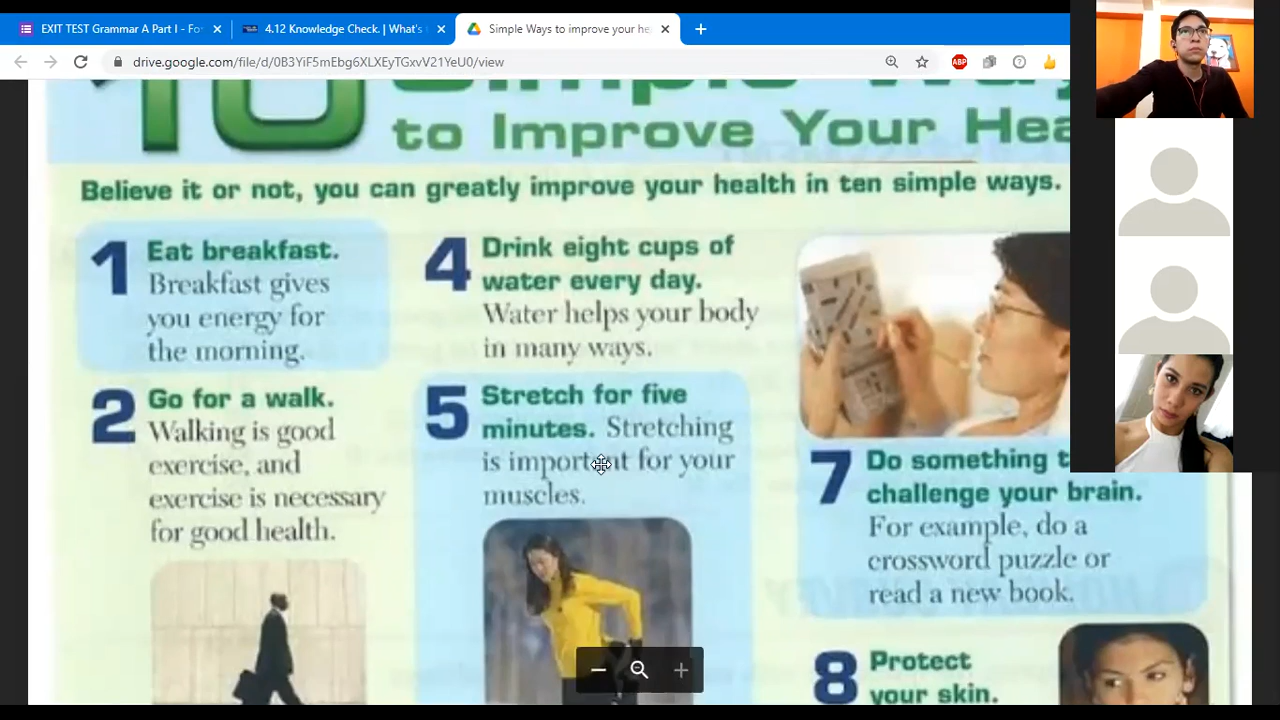 EXIT TEST Grammar A Part I - Fo
4.12 Knowledge Check. | What's
Simple Ways to improve your he
drive.google.com/file/d/0B3YiF5mEbg6XLXEyTGxvV21YeU0/view
ABP
10 Simple Way
to Improve Your Hea
Believe it or not, you can greatly improve your health in ten simple ways.
1 Eat breakfast.
Breakfast gives
you energy for
the morning.
2 Go for a walk.
Walking is good
exercise, and
exercise is necessary
for good health.
4 Drink eight cups of
water every day.
Water helps your body
in many ways.
5 Stretch for five
minutes. Stretching
is important for your
muscles.
7 Do something t
challenge your brain.
For example, do a
crossword puzzle or
read a new book.
8 Protect
your skin.